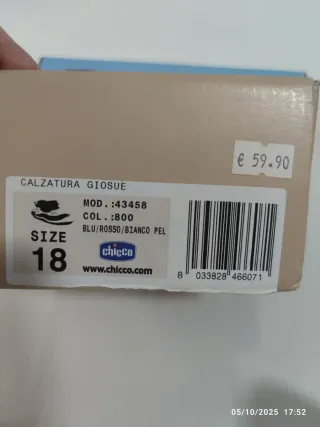 € 59.90
CALZATURA GIOSUE
MOD.:43458
COL.:800
BLU/ROSSO/BIANCO PEL
SIZE
18
chicco
www.chicco.com
8 033828 466071
05/10/2025 17:52